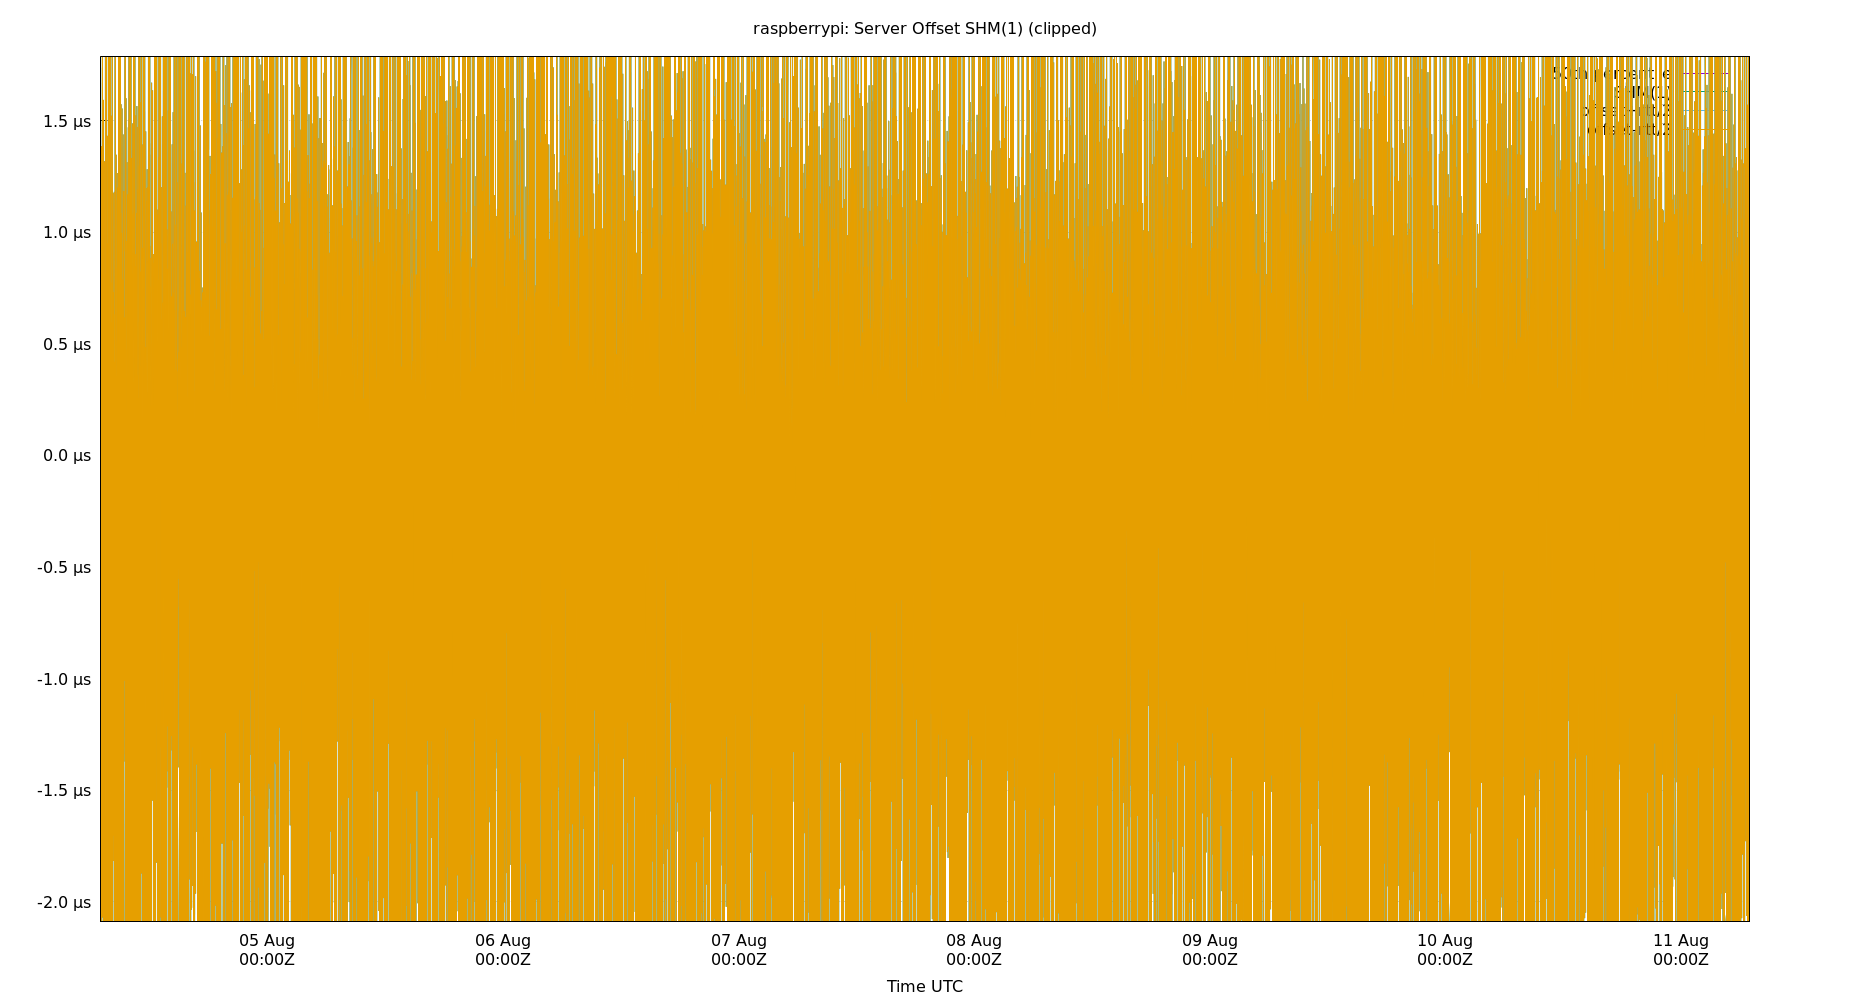 raspberrypi: Server Offset SHM(1) (clipped)
SHM(1)
1.5 µs
1.0 µs
0.5 µs
0.0 µs
-0.5 µs
-1.0 µs
-1.5 µs
-2.0 µs
05 Aug 06 Aug 07 Aug 08 Aug 09 Aug 10 Aug 11 Aug
00:00Z 00:00Z 00:00Z 00:00Z 00:00Z 00:00Z 00:00Z
Time UTC